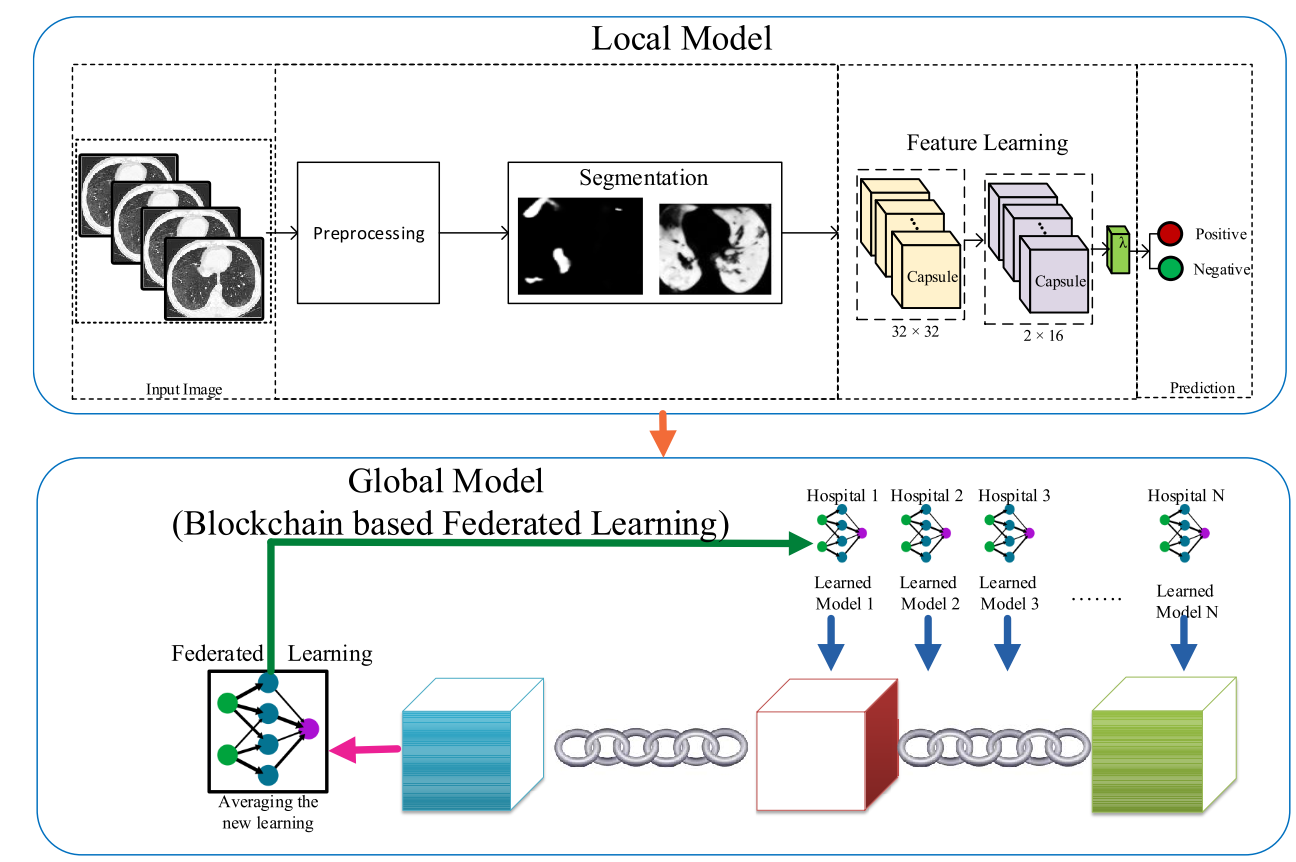 Local Model
Feature Learning
Segmentation
Preprocessing
Capsule
Capsule
λ
Positive
Negative
32 × 32
2 × 16
Input Image
Prediction
Global Model
(Blockchain based Federated Learning)
Hospital 1
Hospital 2
Hospital 3
Hospital N
Learned
Model 1
Learned
Model 2
Learned
Model 3
.......
Learned
Model N
Federated Learning
Averaging the
new learning